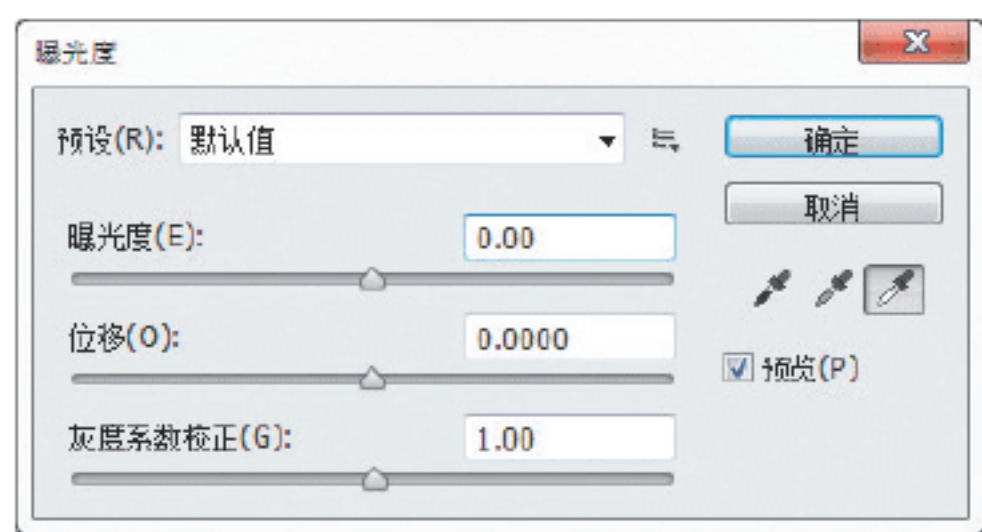 曝光度
预设(R): 默认值
确定
取消
曝光度(E): 0.00
位移(O): 0.0000
预览(P)
灰度系数校正(G): 1.00